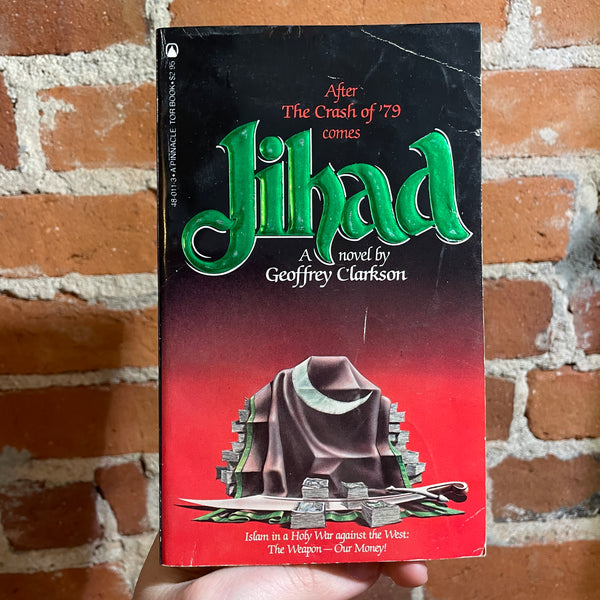 48-011-3 • A PINNACLE TOR BOOK • $2.95
After
The Crash of '79
comes
Jihad
A novel by
Geoffrey Clarkson
Islam in a Holy War against the West:
The Weapon — Our Money!